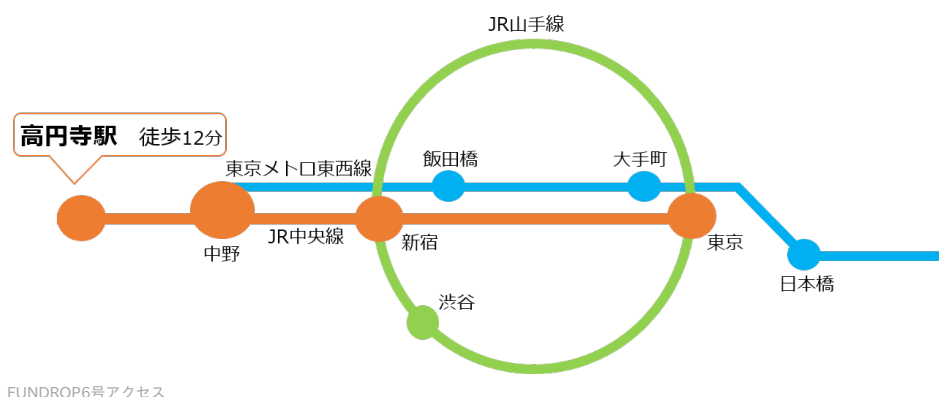 JR山手線
高円寺駅 徒歩12分
東京メトロ東西線
飯田橋
大手町
JR中央線
中野
新宿
東京
日本橋
渋谷
FUNDROP6号アクセス